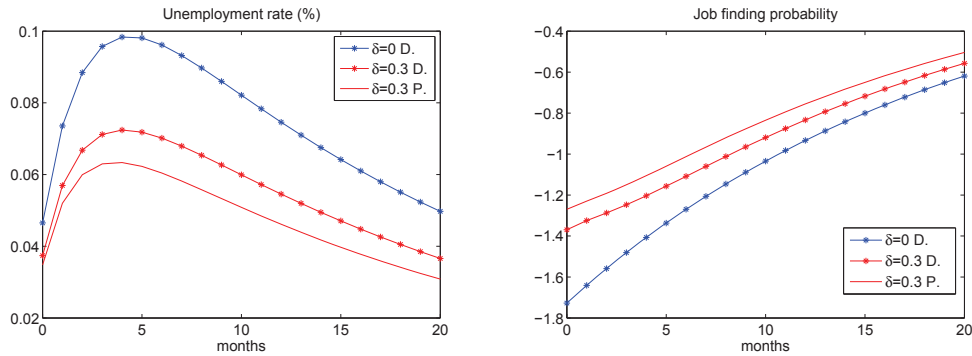 Unemployment rate (%)
0.1
0.08
0.06
0.04
0.02
0
5
10
15
20
months
δ=0 D.
δ=0.3 D.
δ=0.3 P.
Job finding probability
−0.4
−0.6
−0.8
−1
−1.2
−1.4
−1.6
−1.8
0
5
10
15
20
months
δ=0 D.
δ=0.3 D.
δ=0.3 P.